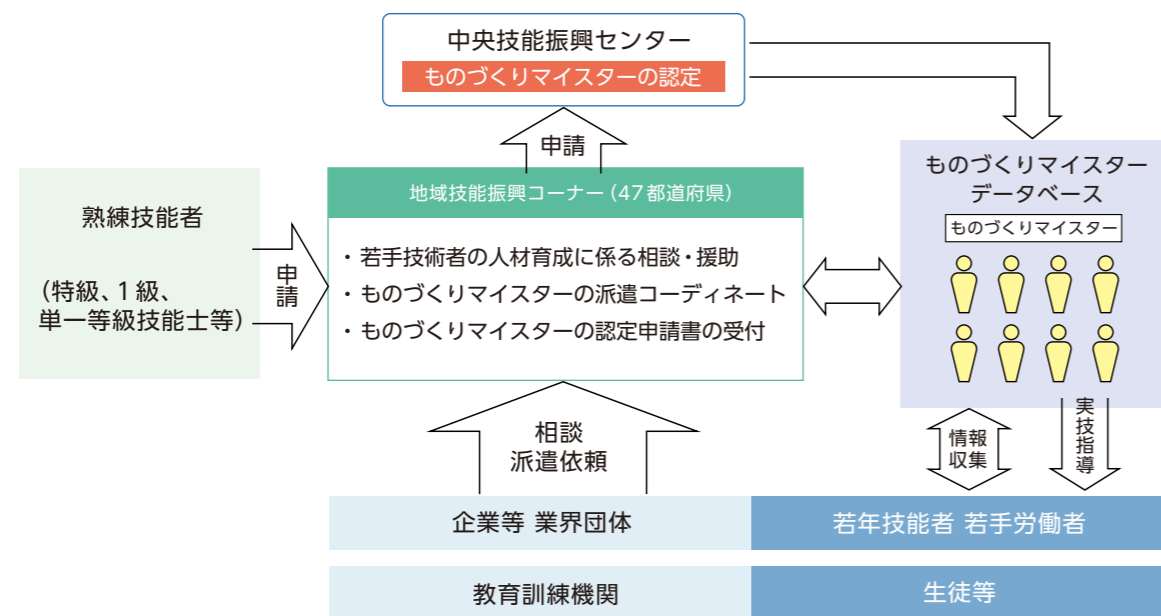 中央技能振興センター
ものづくりマイスターの認定
申請
地域技能振興コーナー（47都道府県）
・若手技術者の人材育成に係る相談・援助
・ものづくりマイスターの派遣コーディネート
・ものづくりマイスターの認定申請書の受付
熟練技能者
（特級、1級、
単一等級技能士等）
申請
ものづくりマイスター
データベース
ものづくりマイスター
相談
派遣依頼
情報
収集
実技指導
企業等 業界団体
若年技能者 若手労働者
教育訓練機関
生徒等